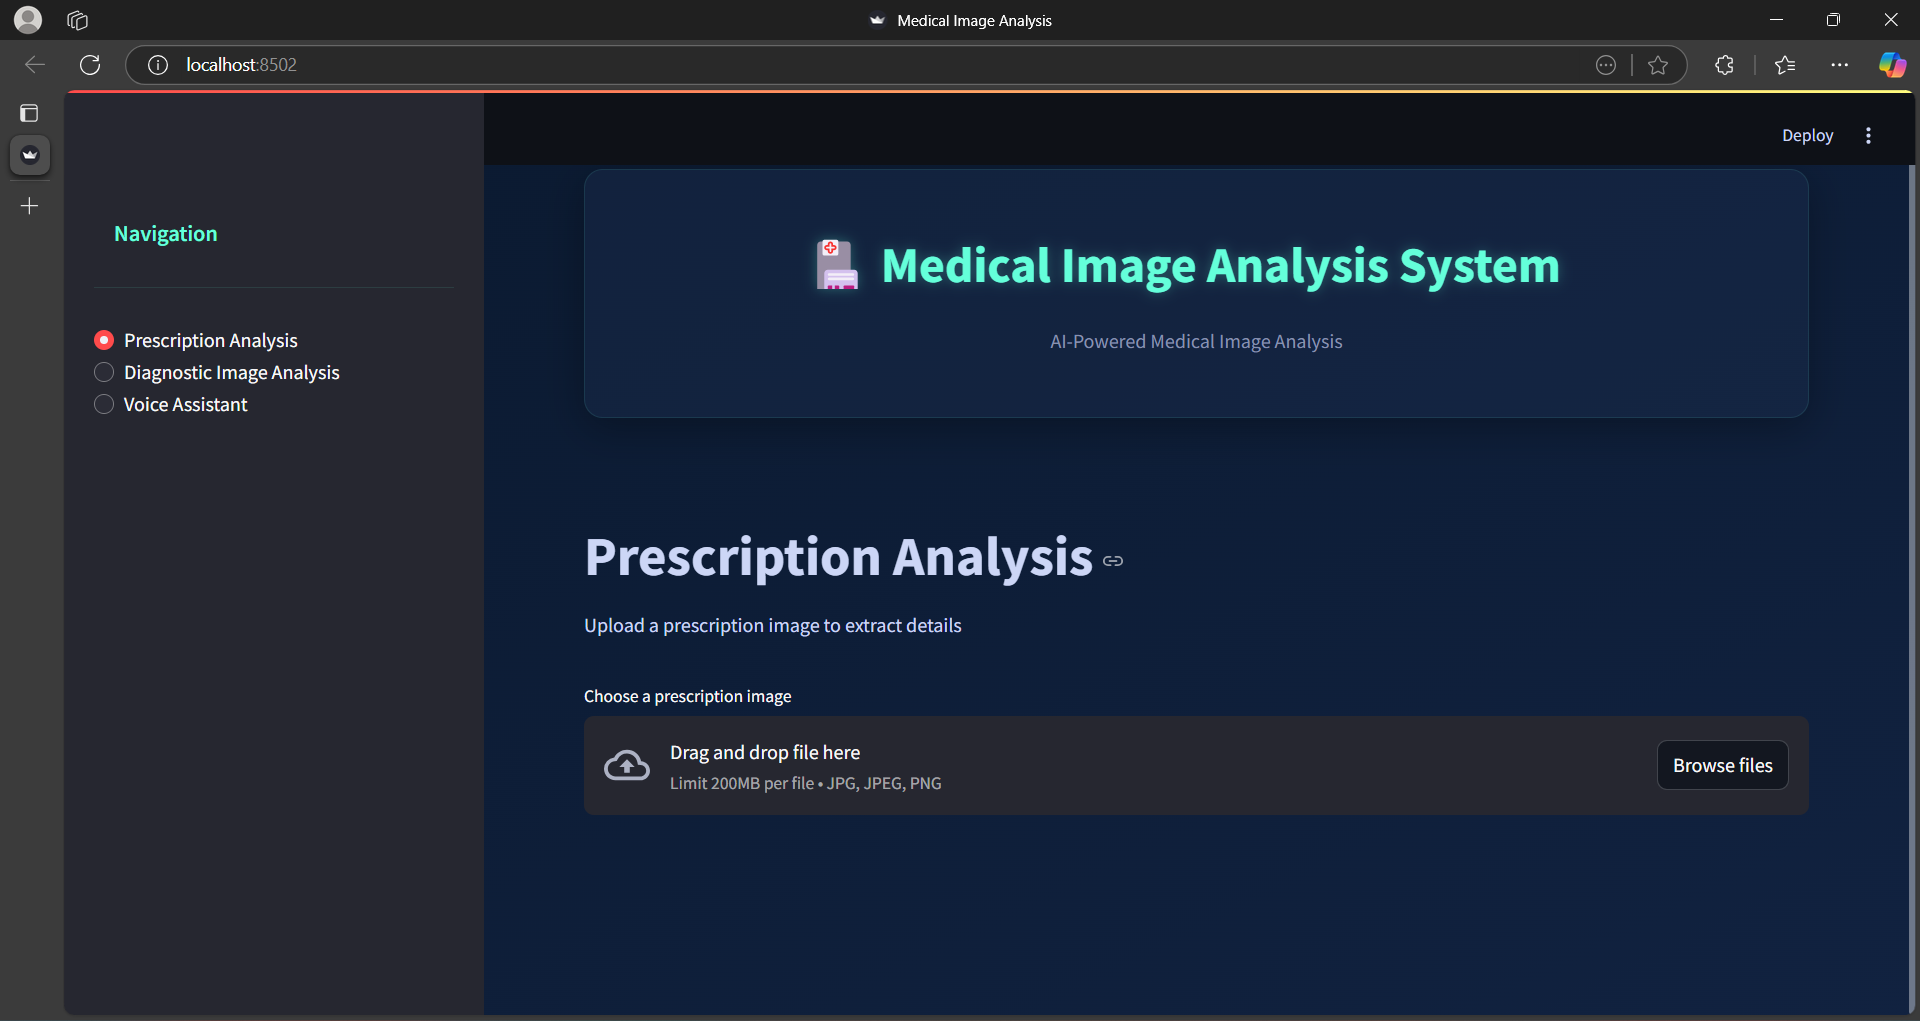 Medical Image Analysis
localhost:8502
Deploy
Navigation
Prescription Analysis
Diagnostic Image Analysis
Voice Assistant
Medical Image Analysis System
AI-Powered Medical Image Analysis
Prescription Analysis
Upload a prescription image to extract details
Choose a prescription image
Drag and drop file here
Limit 200MB per file • JPG, JPEG, PNG
Browse files